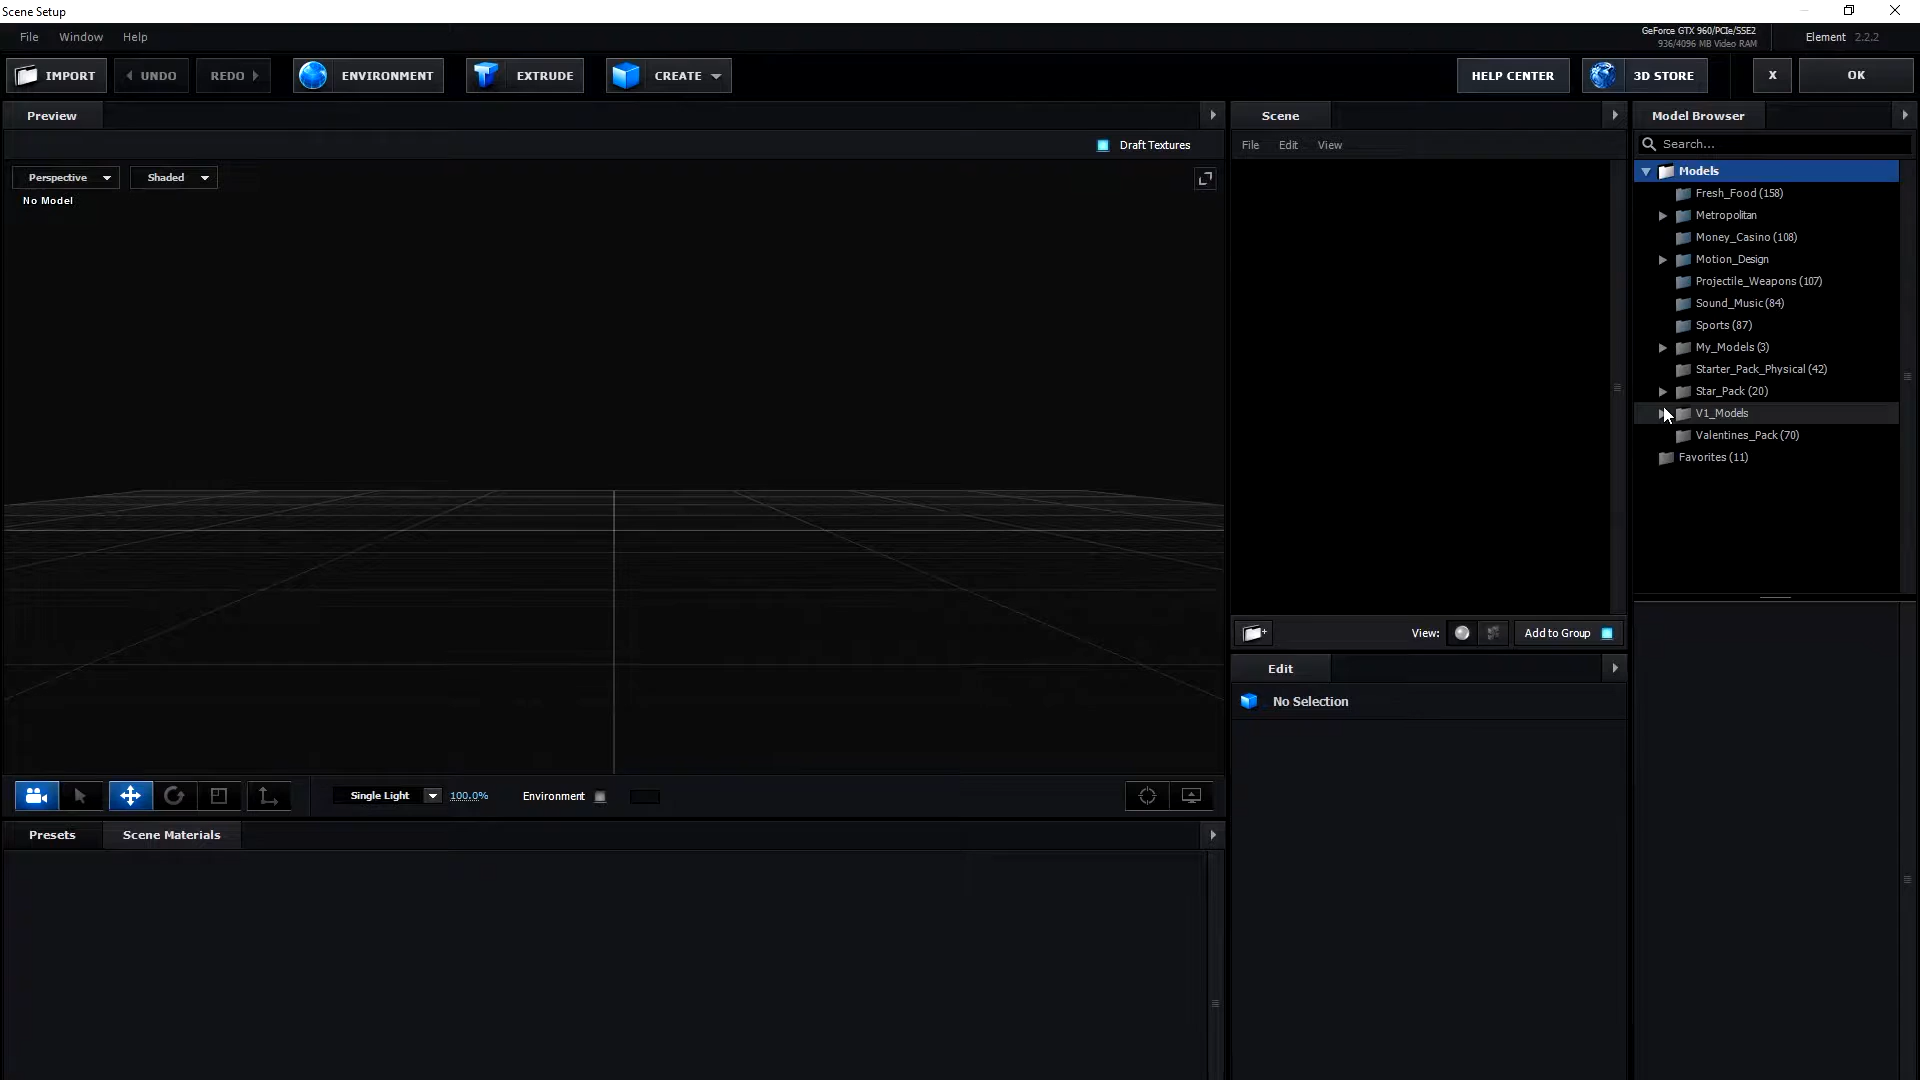 Scene Setup
File Window Help
GeForce GTX 960/PCIe/SSE2
936/4096 MB Video RAM
Element 2.2.2
IMPORT UNDO REDO ENVIRONMENT EXTRUDE CREATE HELP CENTER 3D STORE X OK
Preview
Scene
Model Browser
Draft Textures
File Edit View
Search...
Perspective Shaded
No Model
Models
Fresh_Food (158)
Metropolitan
Money_Casino (108)
Motion_Design
Projectile_Weapons (107)
Sound_Music (84)
Sports (87)
My_Models (3)
Starter_Pack_Physical (42)
Star_Pack (20)
V1_Models
Valentines_Pack (70)
Favorites (11)
View: Add to Group
Edit
No Selection
Single Light 100.0% Environment
Presets Scene Materials